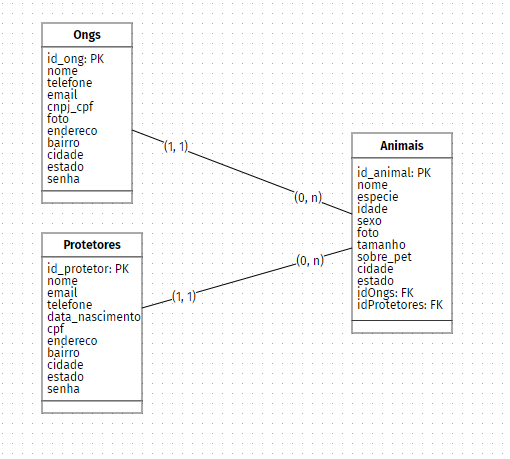 Ongs
id_ong: PK
nome
telefone
email
cnpj_cpf
foto
endereco
bairro
cidade
estado
senha
(1, 1)
(0, n)
Animais
id_animal: PK
nome
especie
idade
sexo
foto
tamanho
sobre_pet
cidade
estado
idOngs: FK
idProtetores: FK
Protetores
id_protetor: PK
nome
email
telefone
data_nascimento
cpf
endereco
bairro
cidade
estado
senha
(1, 1)
(0, n)